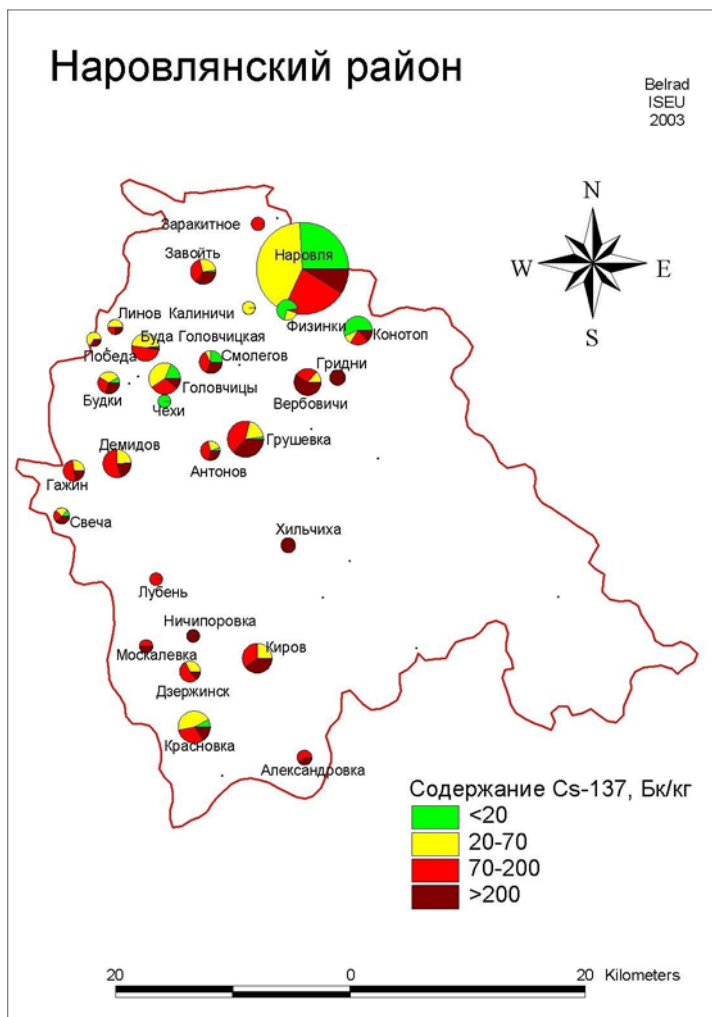 Наровлянский район
Belrad
ISEU
2003
N
W E
S
Заракитное
Завойть
Наровля
Линов Калиничи
Физинки
Конотоп
Победа
Буда Головчицкая
Смолегов
Гридни
Будки
Головчицы
Вербовичи
Чехи
Грушевка
Демидов
Антонов
Гажин
Свеча
Хильчиха
Лубень
Ничипоровка
Москалевка
Киров
Дзержинск
Красновка
Александровка
Содержание Cs-137, Бк/кг
<20
20-70
70-200
>200
20 0 20 Kilometers